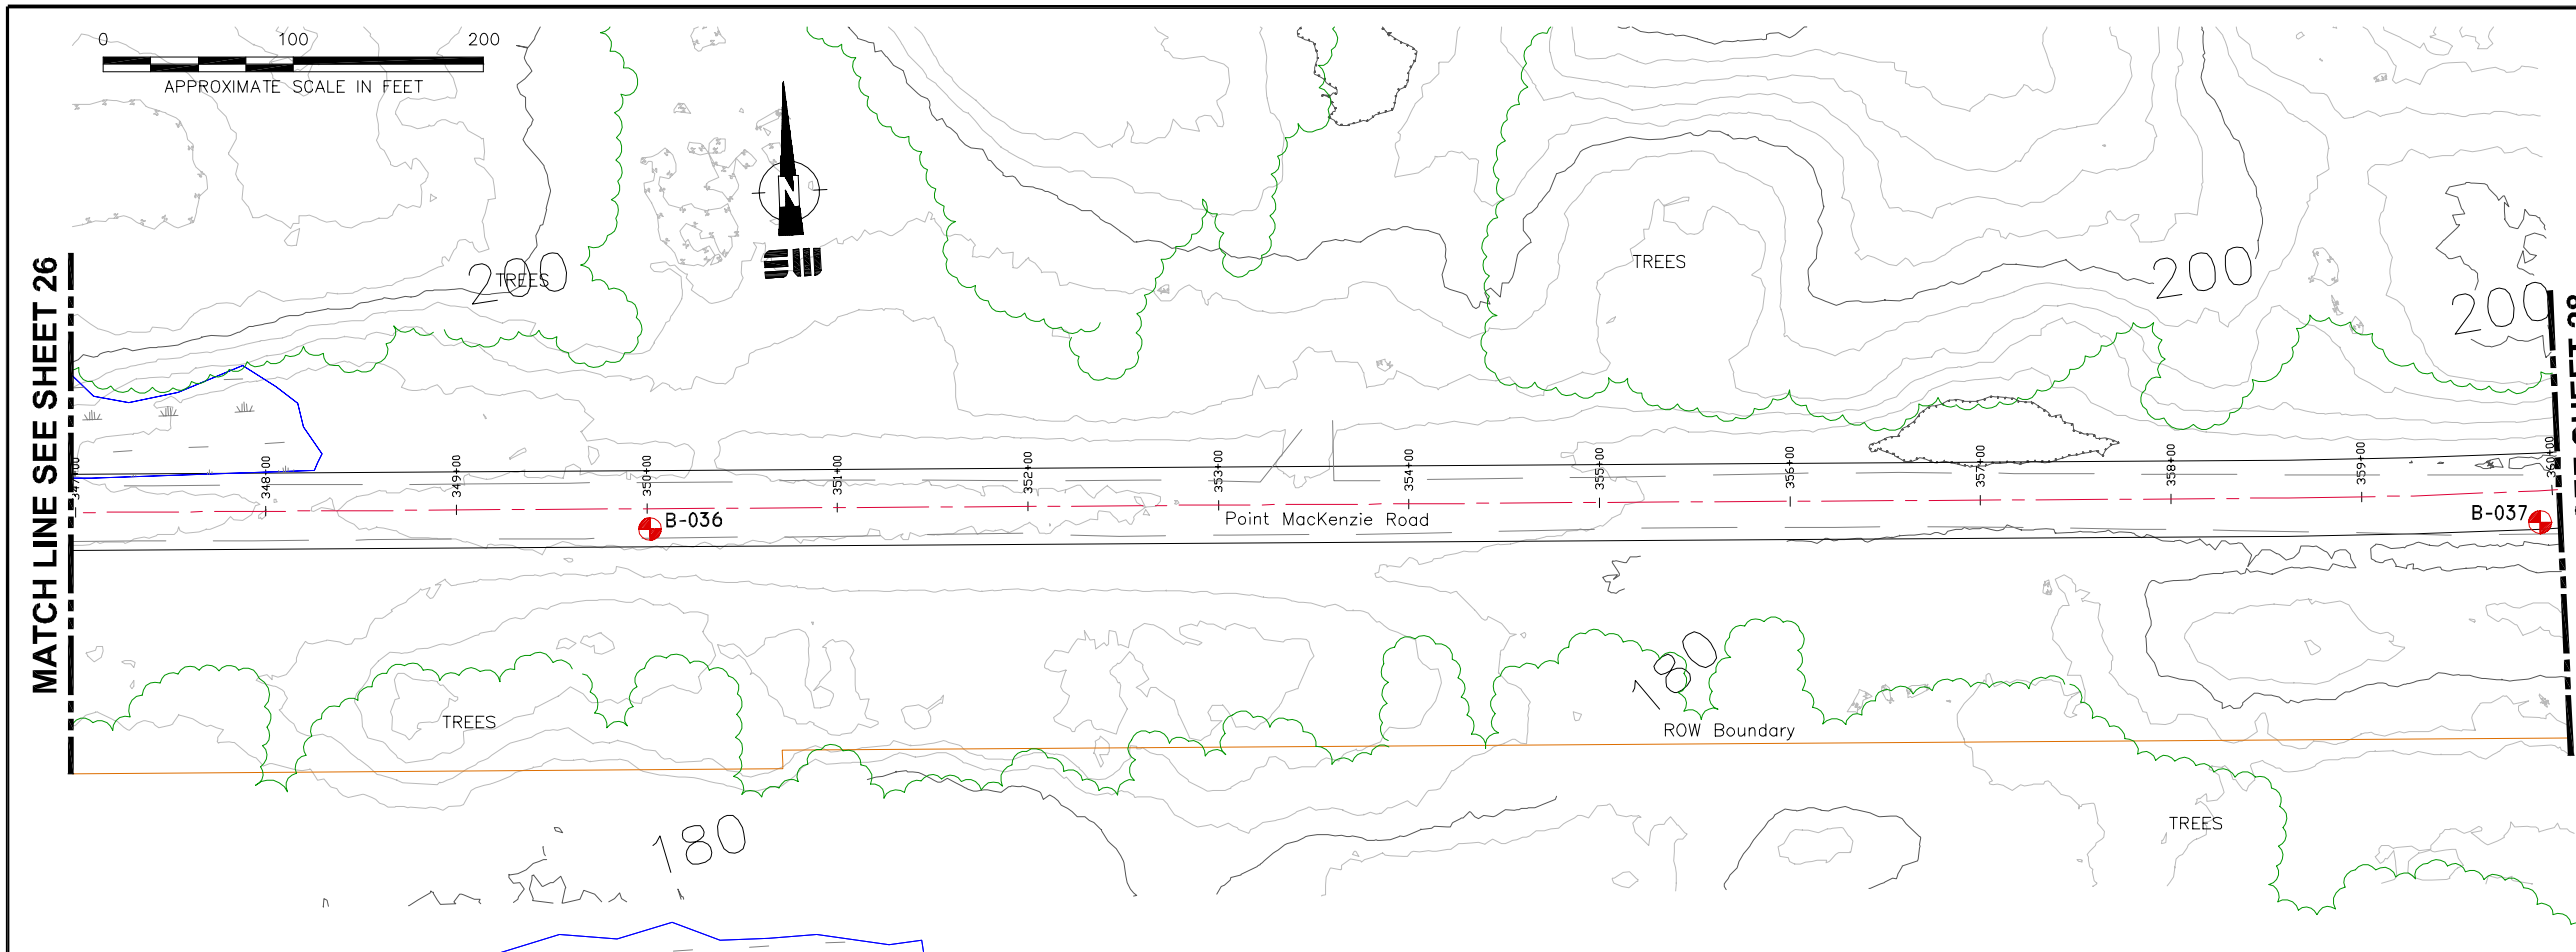 0 100 200
APPROXIMATE SCALE IN FEET
N
MATCH LINE SEE SHEET 26
200
TREES
TREES
200
200
348+00
349+00
350+00
351+00
352+00
353+00
354+00
355+00
356+00
357+00
358+00
359+00
360+00
B-036
Point MacKenzie Road
B-037
TREES
180
ROW Boundary
180
TREES